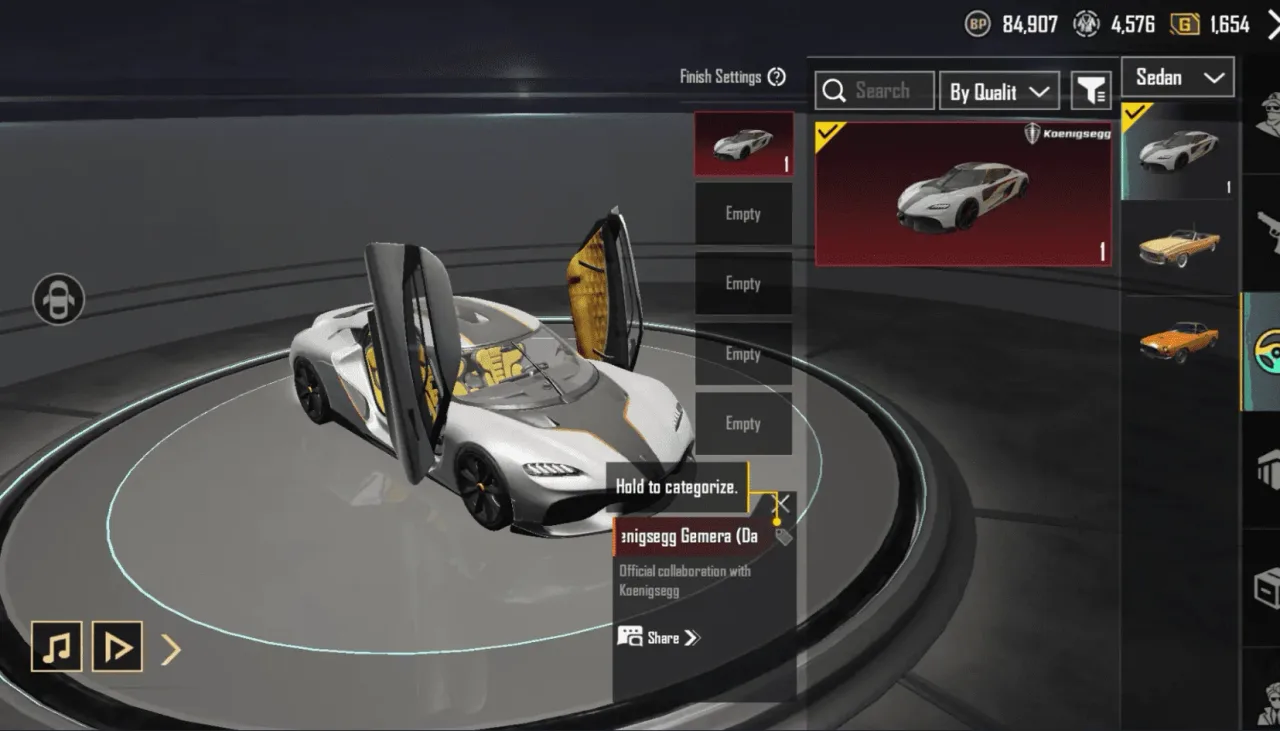 BP 84,907 4,576 G 1,654
Finish Settings ?
Search
By Qualit
Sedan
1
Empty
Empty
Empty
Empty
Koenigsegg
1
1
Hold to categorize.
enigsegg Gemera (Da
Official collaboration with
Koenigsegg
Share